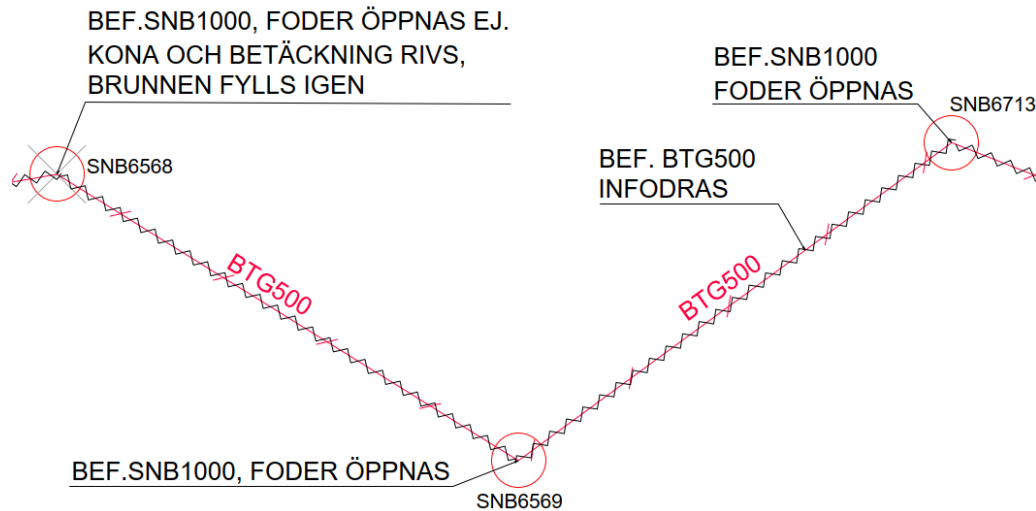 BEF.SNB1000, FODER ÖPPNAS EJ.
KONA OCH BETÄCKNING RIVS,
BRUNNEN FYLLS IGEN
BEF.SNB1000
FODER ÖPPNAS
SNB6713
SNB6568
BEF. BTG500
INFODRAS
BTG500
BTG500
BEF.SNB1000, FODER ÖPPNAS
SNB6569